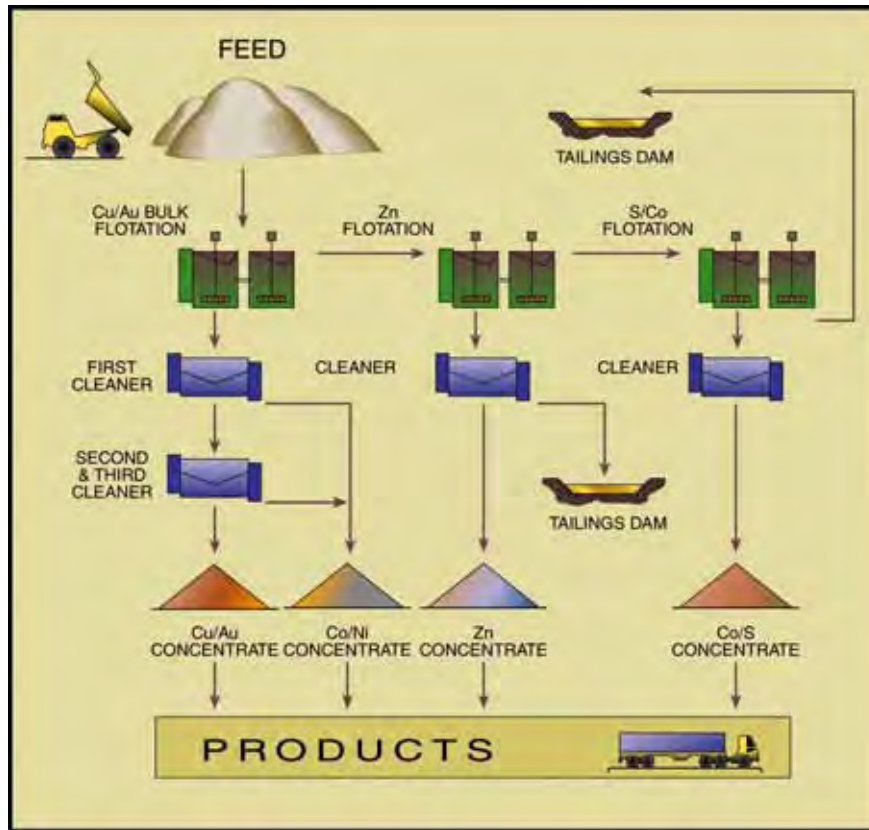 FEED
TAILINGS DAM
Cu/Au BULK
FLOTATION
Zn
FLOTATION
S/Co
FLOTATION
FIRST
CLEANER
CLEANER
CLEANER
SECOND
& THIRD
CLEANER
TAILINGS DAM
Cu/Au
CONCENTRATE
Co/Ni
CONCENTRATE
Zn
CONCENTRATE
Co/S
CONCENTRATE
PRODUCTS